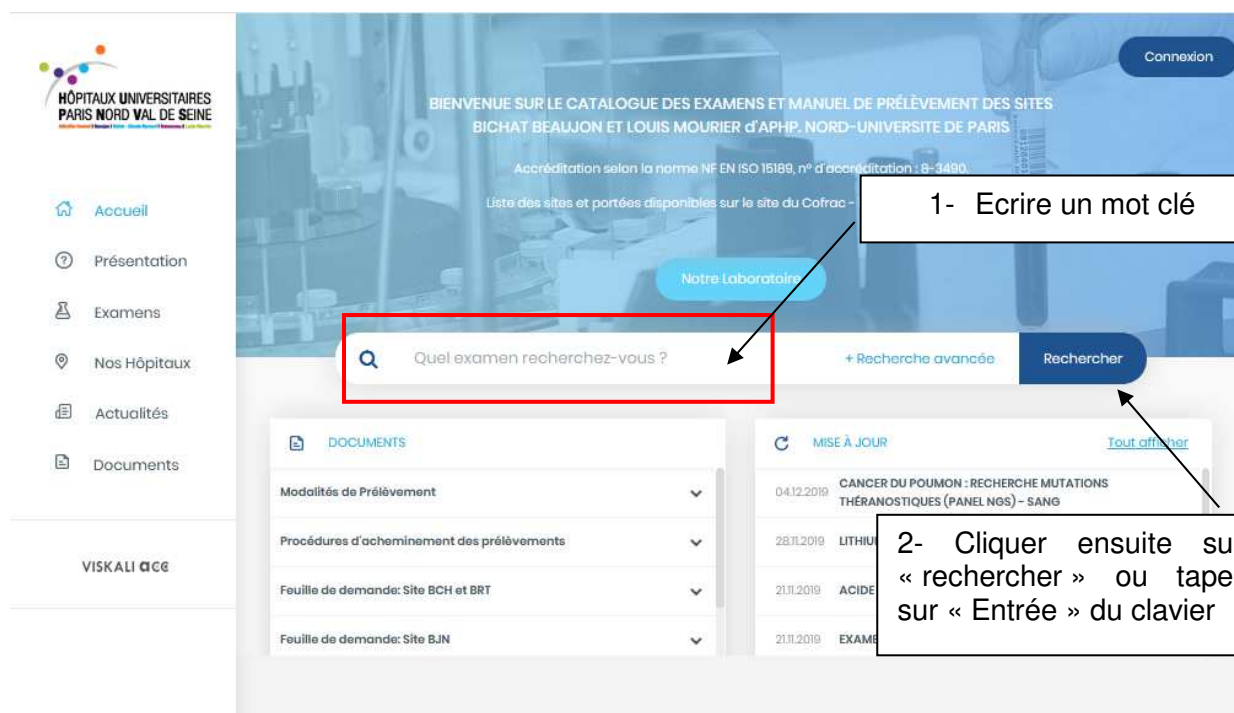 HÔPITAUX UNIVERSITAIRES
PARIS NORD VAL DE SEINE
Accueil
Présentation
Examens
Nos Hôpitaux
Actualités
Documents
VISKALI acc
Connexion
BIENVENUE SUR LE CATALOGUE DES EXAMENS ET MANUEL DE PRÉLÈVEMENT DES SITES
BICHAT BEAUJON ET LOUIS MOURIER d'APHP. NORD-UNIVERSITE DE PARIS
Accréditation selon la norme NF EN ISO 15189, n° d'accréditation : 8-3490.
Liste des sites et portées disponibles sur le site du Cofrac -
1- Ecrire un mot clé
Notre Laboratoire
Quel examen recherchez-vous ?
+ Recherche avancée
Rechercher
DOCUMENTS
Modalités de Prélèvement
Procédures d'acheminement des prélèvements
Feuille de demande: Site BCH et BRT
Feuille de demande: Site BJN
MISE À JOUR
Tout afficher
04.12.2019 CANCER DU POUMON : RECHERCHE MUTATIONS
THÉRANOSTIQUES (PANEL NGS) - SANG
28.11.2019 LITHIU
21.11.2019 ACIDE
21.11.2019 EXAME
2- Cliquer ensuite su
« rechercher » ou tape
sur « Entrée » du clavier